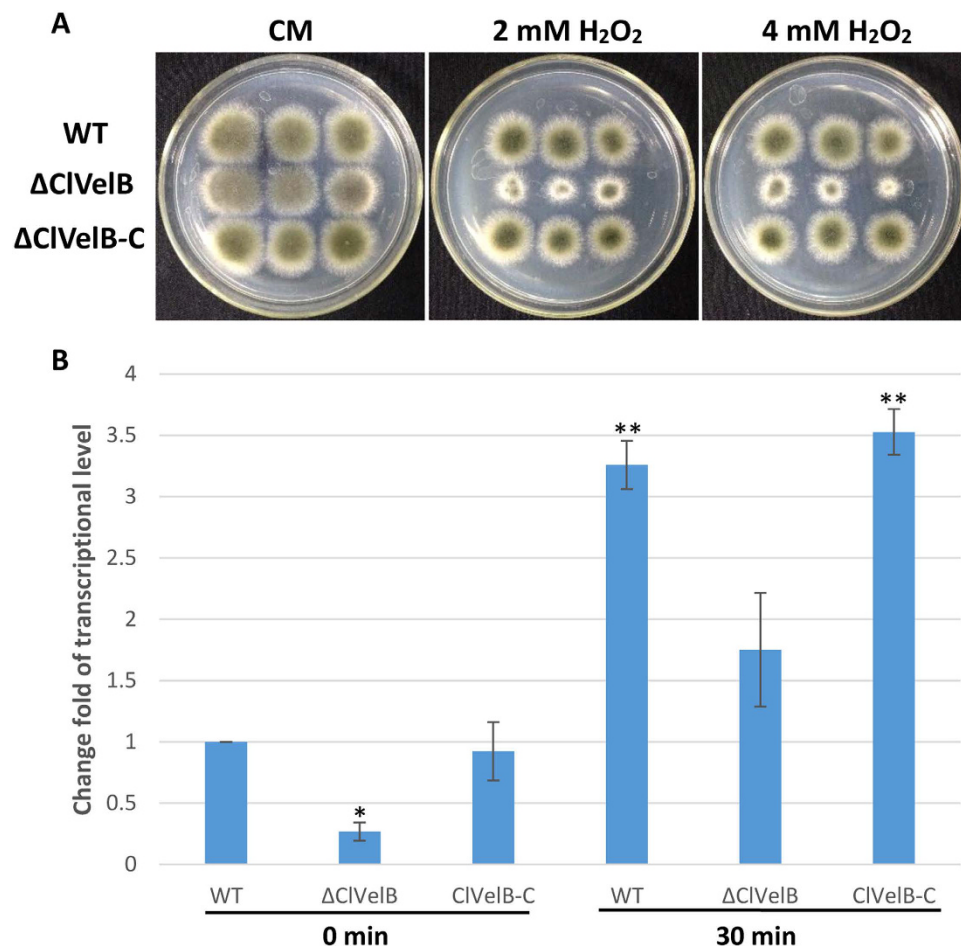 A
CM
2 mM H₂O₂
4 mM H₂O₂
WT
ΔClVelB
ΔClVelB-C
B
Change fold of transcriptional level
4
3.5
3
2.5
2
1.5
1
0.5
0
*
**
**
WT
ΔClVelB
ClVelB-C
WT
ΔClVelB
ClVelB-C
0 min
30 min